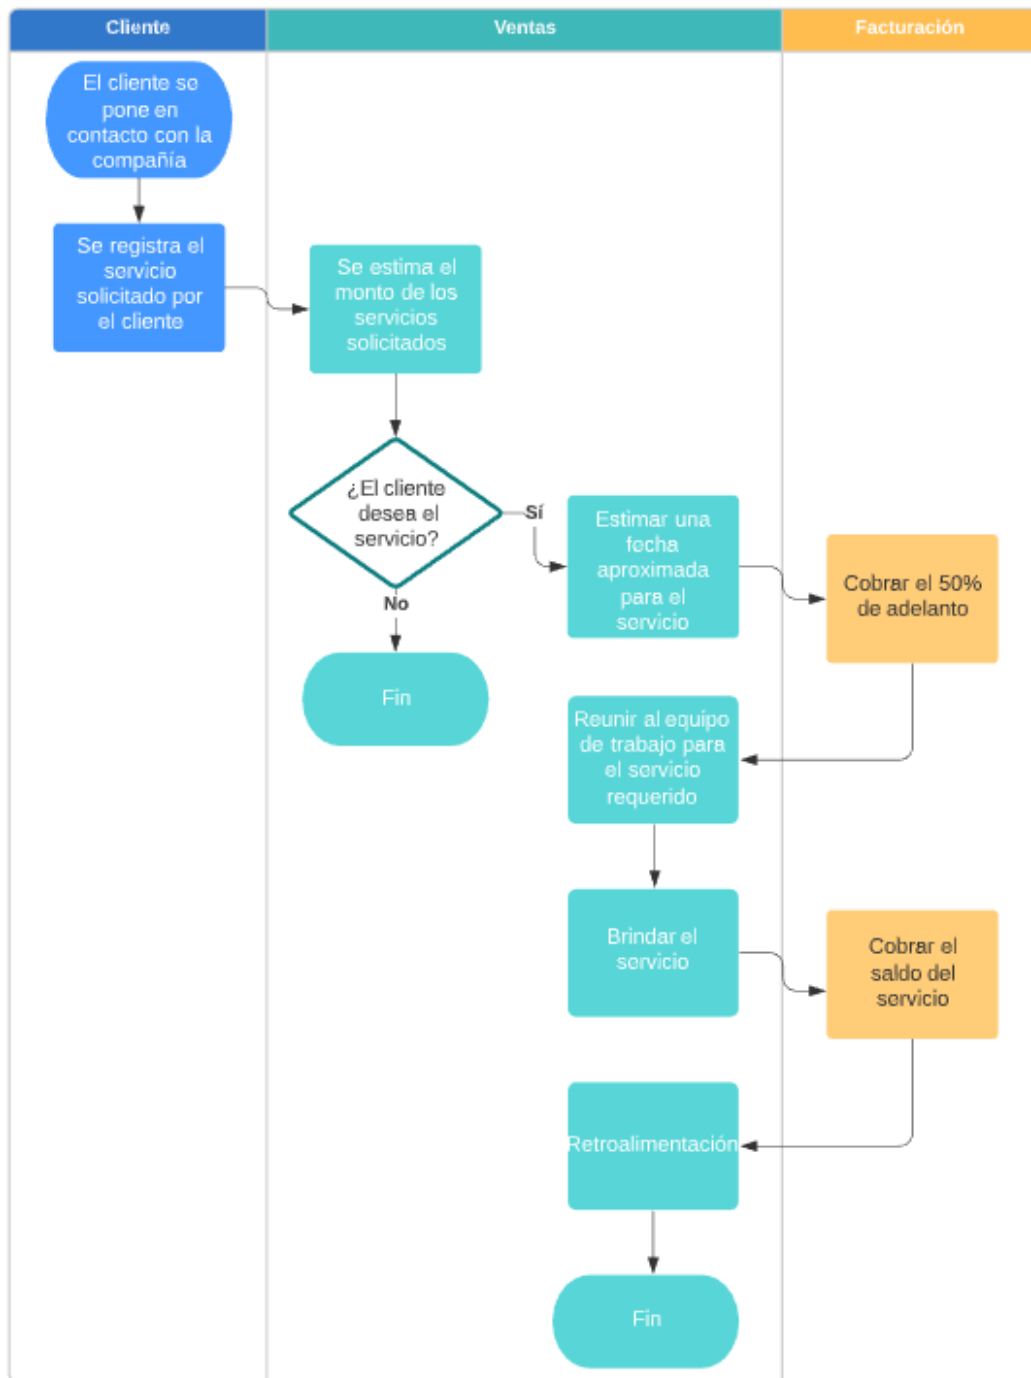 Cliente
Ventas
Facturación
El cliente se
pone en
contacto con la
compañía
Se registra el
servicio
solicitado por
el cliente
Se estima el
monto de los
servicios
solicitados
¿El cliente
desea el
servicio?
Sí
No
Fin
Estimar una
fecha
aproximada
para el
servicio
Cobrar el 50%
de adelanto
Reunir al equipo
de trabajo para
el servicio
requerido
Brindar el
servicio
Cobrar el
saldo del
servicio
Retroalimentación
Fin